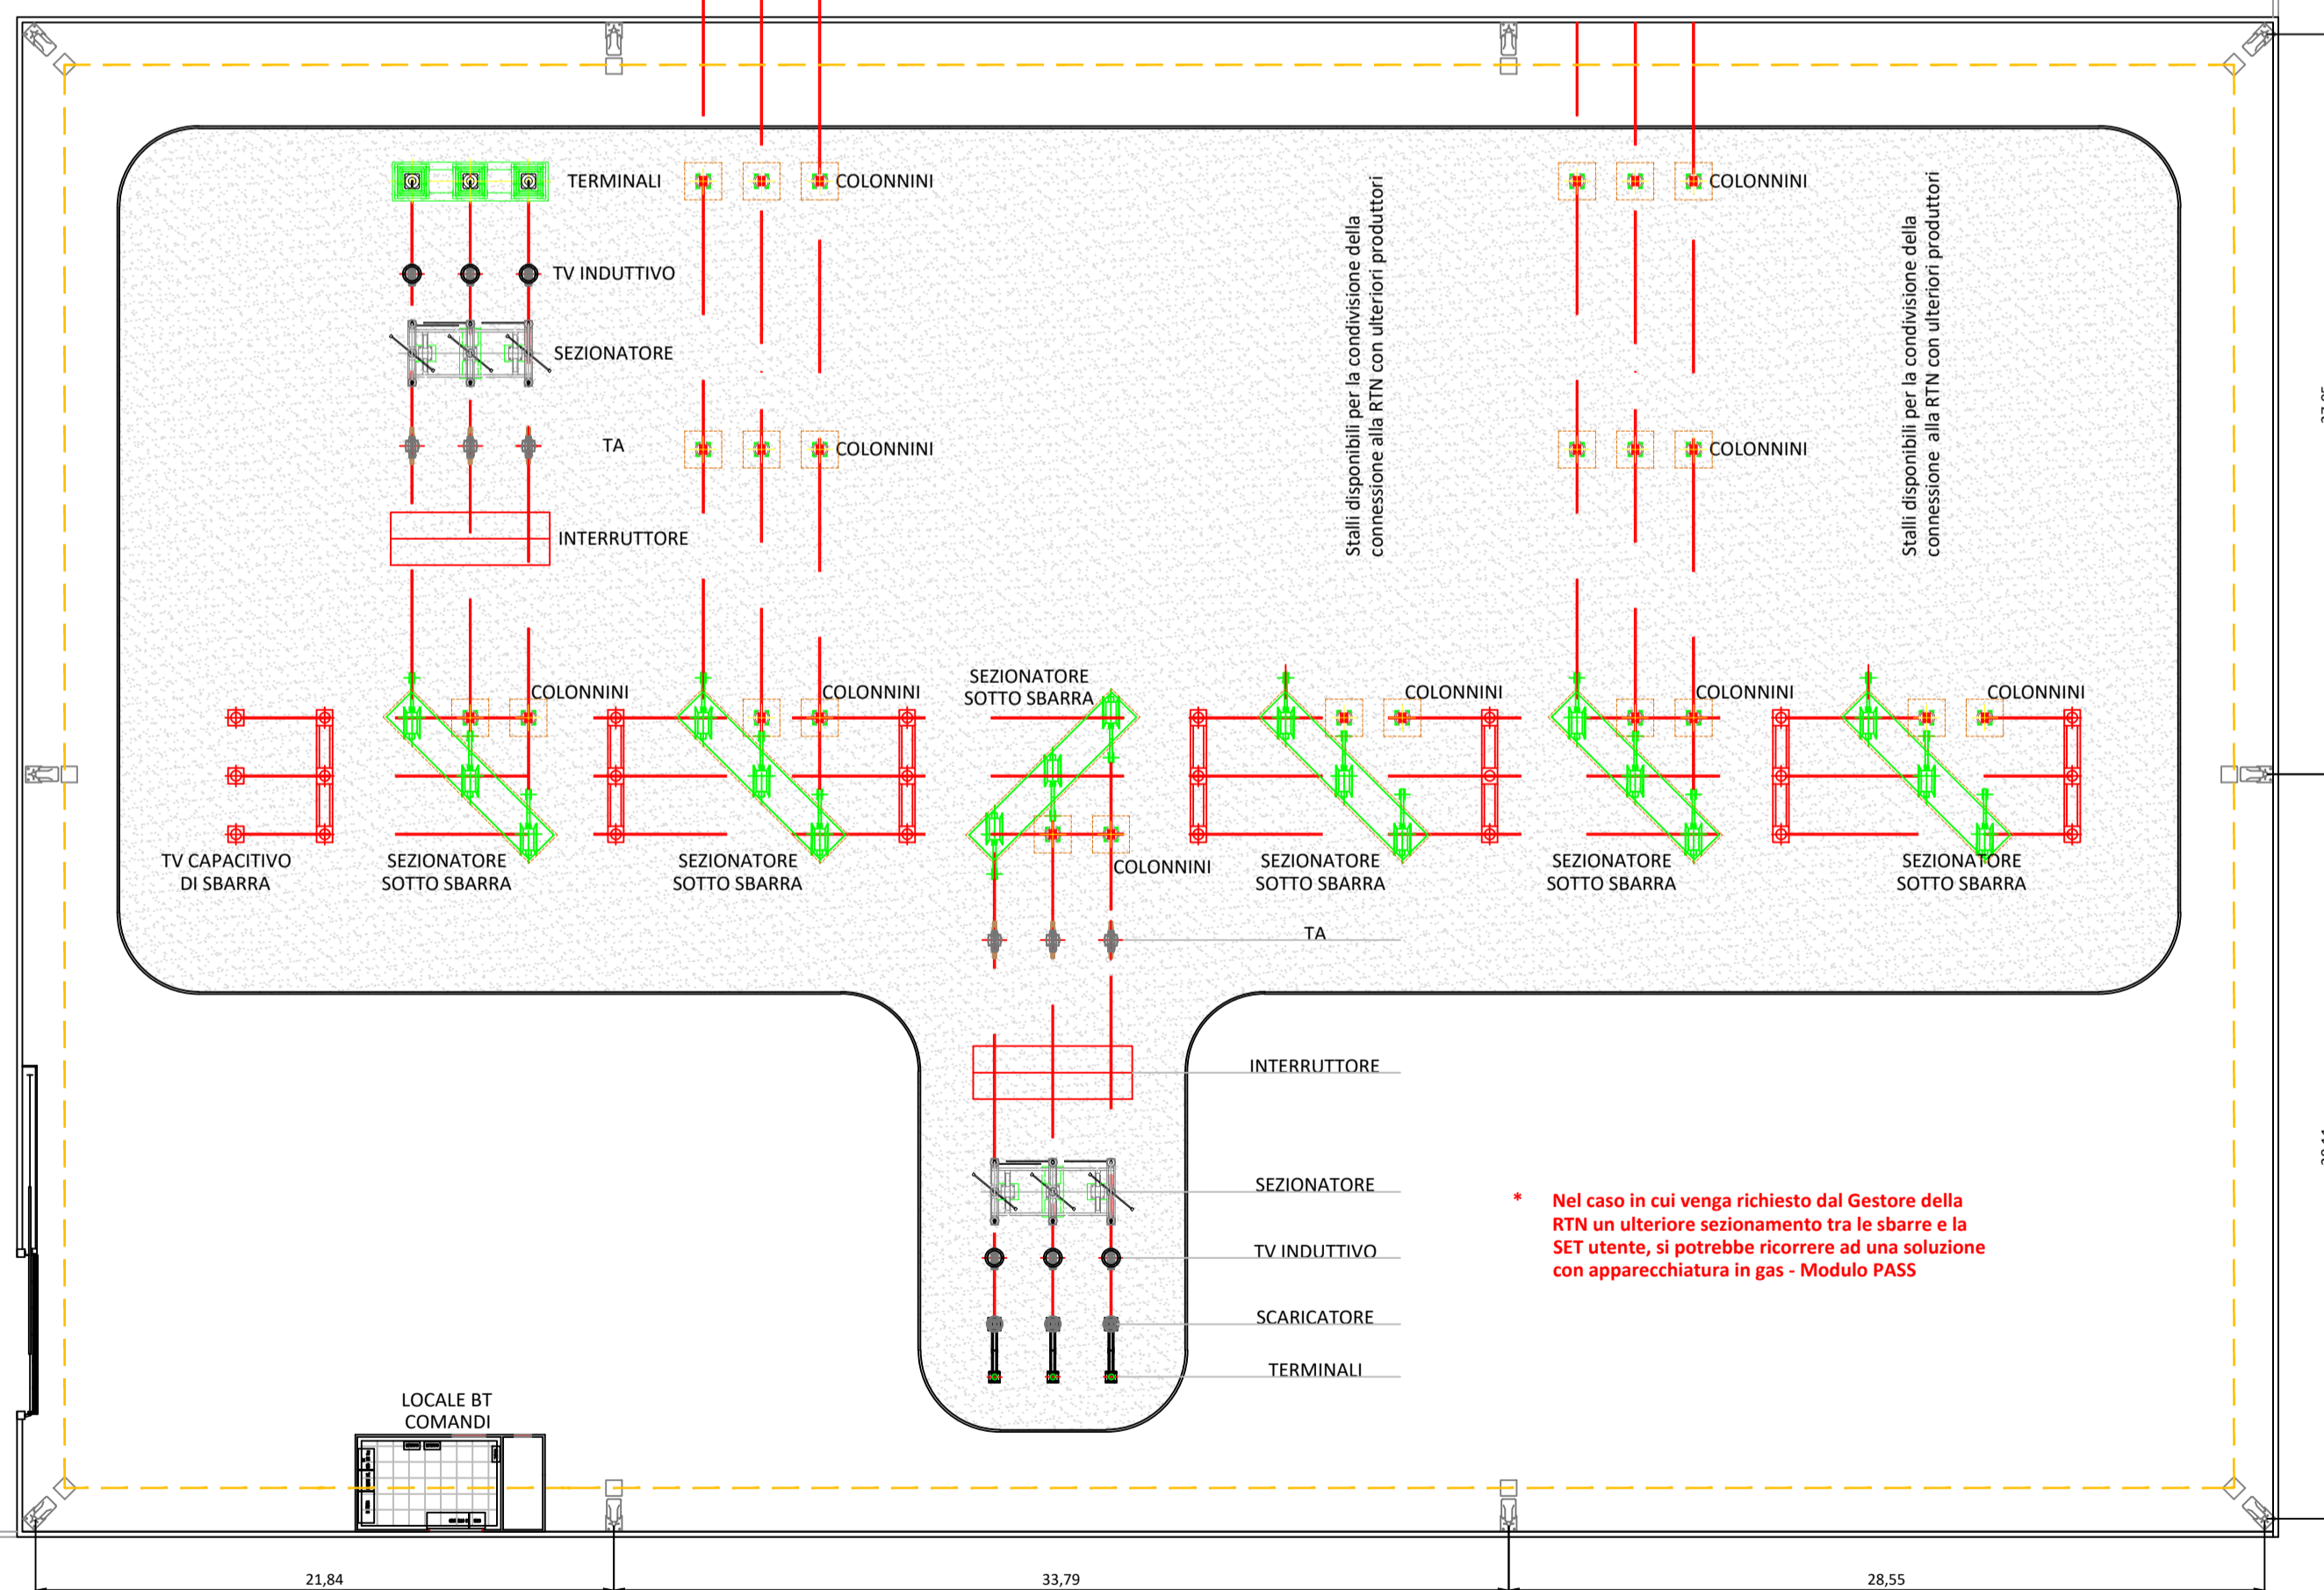 TERMINALI
COLONNINI
COLONNINI
TV INDUTTIVO
SEZIONATORE
TA
COLONNINI
COLONNINI
INTERRUTTORE
Stalli disponibili per la condivisione della
connessione alla RTN con ulteriori produttori
Stalli disponibili per la condivisione della
connessione alla RTN con ulteriori produttori
SEZIONATORE
SOTTO SBARRA
COLONNINI
COLONNINI
COLONNINI
COLONNINI
COLONNINI
TV CAPACITIVO
DI SBARRA
SEZIONATORE
SOTTO SBARRA
SEZIONATORE
SOTTO SBARRA
COLONNINI
SEZIONATORE
SOTTO SBARRA
SEZIONATORE
SOTTO SBARRA
SEZIONATORE
SOTTO SBARRA
TA
INTERRUTTORE
SEZIONATORE
TV INDUTTIVO
SCARICATORE
TERMINALI
* Nel caso in cui venga richiesto dal Gestore della
RTN un ulteriore sezionamento tra le sbarre e la
SET utente, si potrebbe ricorrere ad una soluzione
con apparecchiatura in gas - Modulo PASS
LOCALE BT
COMANDI
21,84
33,79
28,55